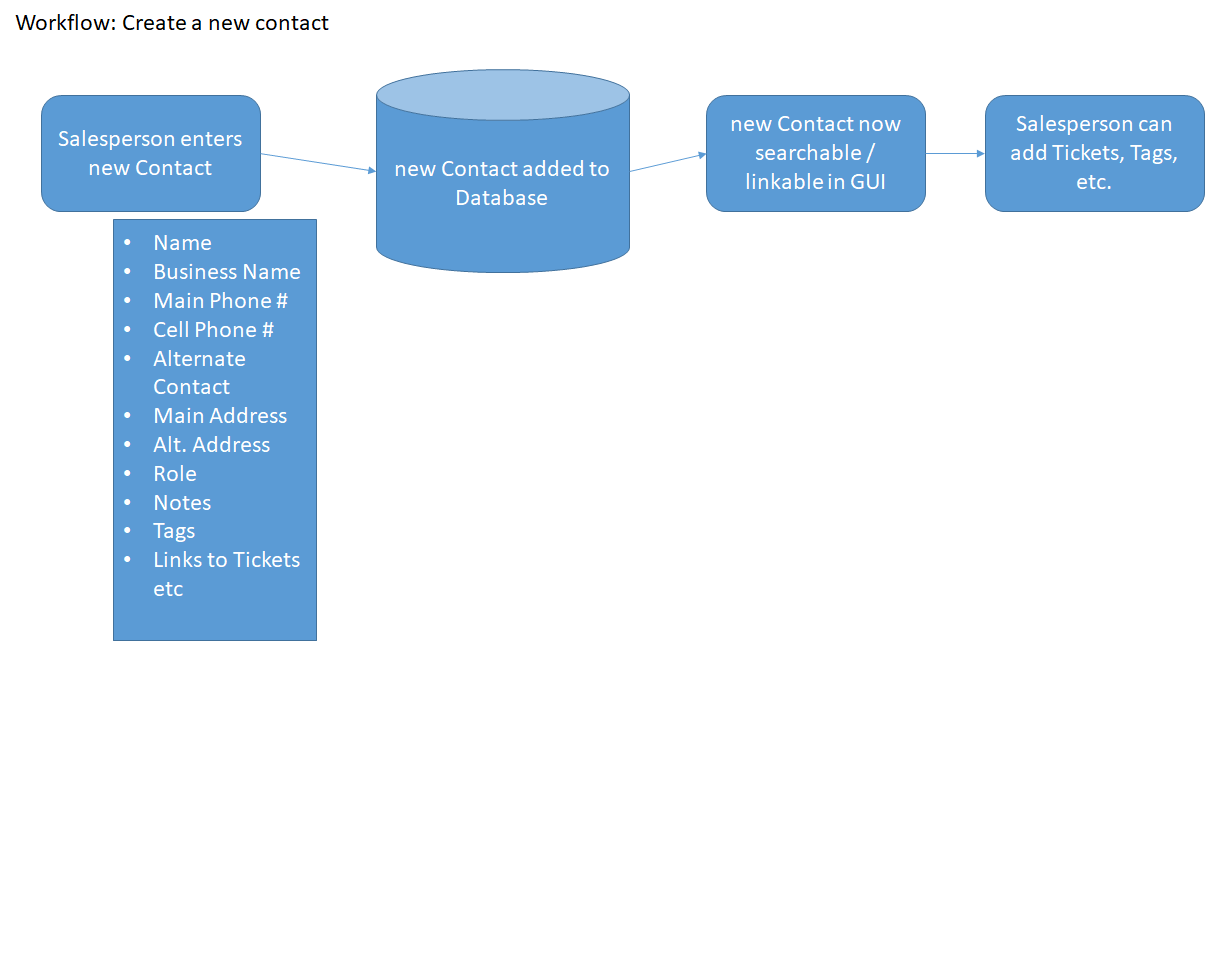 Workflow: Create a new contact
Salesperson enters
new Contact
new Contact added to
Database
new Contact now
searchable /
linkable in GUI
Salesperson can
add Tickets, Tags,
etc.
• Name
• Business Name
• Main Phone #
• Cell Phone #
• Alternate
Contact
• Main Address
• Alt. Address
• Role
• Notes
• Tags
• Links to Tickets
etc